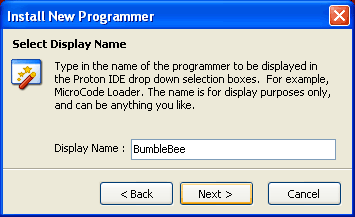 Install New Programmer
Select Display Name
Type in the name of the programmer to be displayed in
the Proton IDE drop down selection boxes.  For example,
MicroCode Loader. The name is for display purposes only,
and can be anything you like.
Display Name : BumbleBee
< Back Next > Cancel